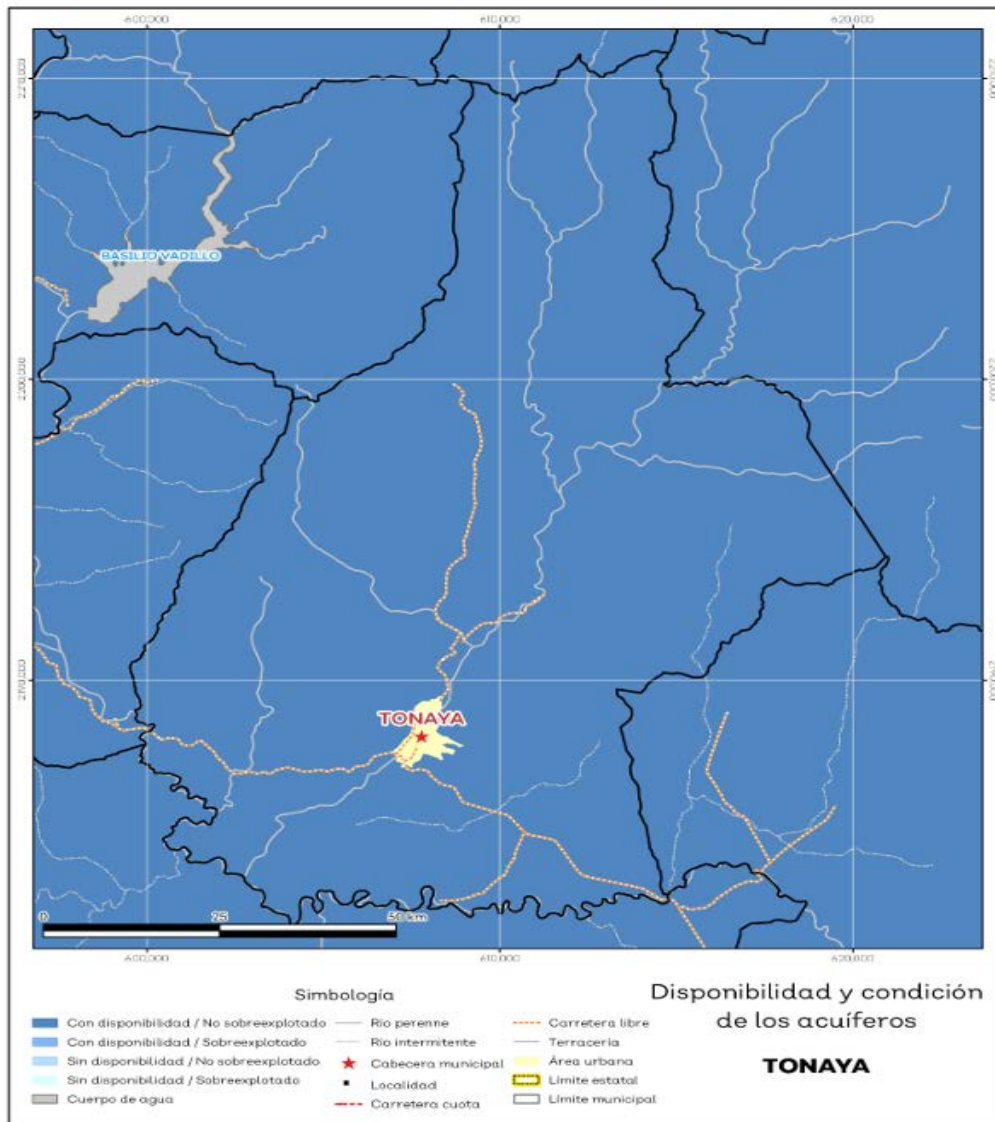 600,000 610,000 620,000
BASILIO VADILLO
TONAYA
0 25 50 km
600,000 610,000 620,000
Simbología
Con disponibilidad / No sobreexplotado
Con disponibilidad / Sobreexplotado
Sin disponibilidad / No sobreexplotado
Sin disponibilidad / Sobreexplotado
Cuerpo de agua
Río perenne
Río intermitente
Cabecera municipal
Localidad
Carretera cuota
Carretera libre
Terracería
Área urbana
Límite estatal
Límite municipal
Disponibilidad y condición
de los acuíferos
TONAYA